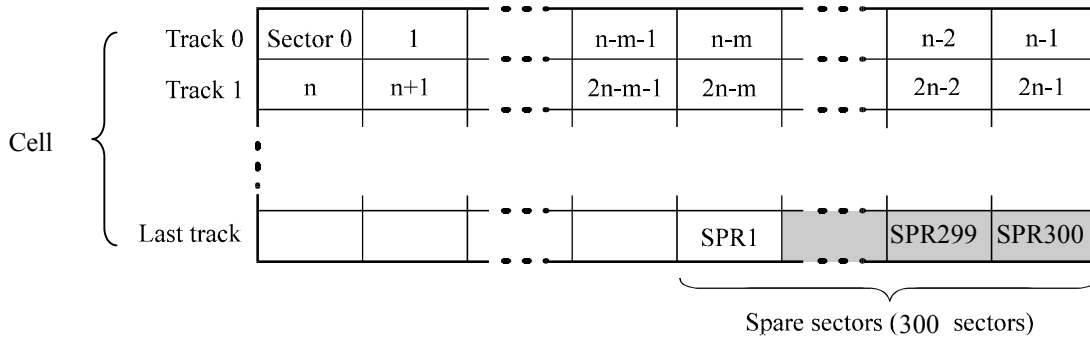 Track 0 Sector 0 1 n-m-1 n-m n-2 n-1
Track 1 n n+1 2n-m-1 2n-m 2n-2 2n-1
Cell
Last track SPR1 SPR299 SPR300
Spare sectors (300 sectors)